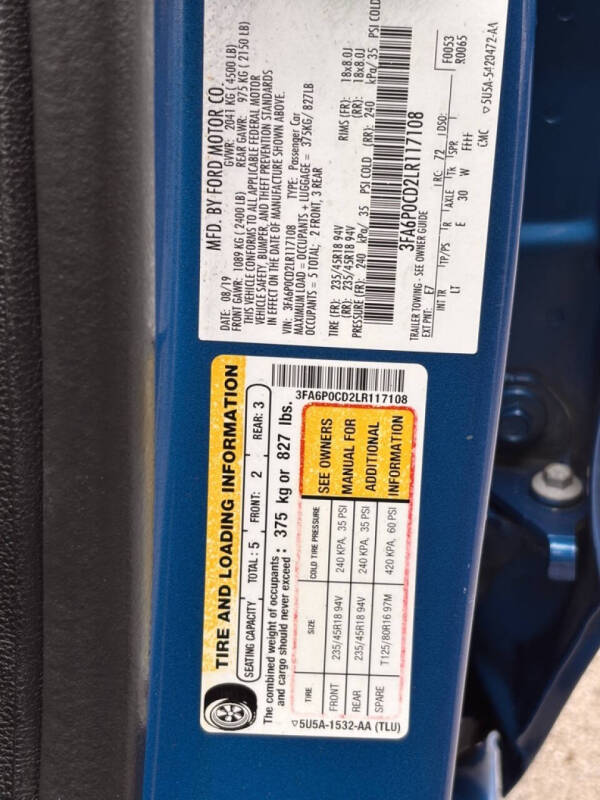 MFD. BY FORD MOTOR CO.
DATE: 08/19 GVWR: 2041 KG (4500 LB)
FRONT GAWR: 1089 KG (2400 LB) REAR GAWR: 975 KG (2150 LB)
THIS VEHICLE CONFORMS TO ALL APPLICABLE FEDERAL MOTOR
VEHICLE SAFETY, BUMPER, AND THEFT PREVENTION STANDARDS
IN EFFECT ON THE DATE OF MANUFACTURE SHOWN ABOVE.
VIN: 3FA6P0CD2LR117108 TYPE: Passenger Car
MAXIMUM LOAD = OCCUPANTS + LUGGAGE = 375KG/ 827LB
OCCUPANTS = 5 TOTAL; 2 FRONT, 3 REAR
TIRE (FR): 235/45R18 94V RIMS (FR): 18x8.0J
(RR): 235/45R18 94V (RR): 18x8.0J
PRESSURE (FR): 240 kPa/ 35 PSI COLD (RR): 240 kPa/ 35 PSI COLD
3FA6P0CD2LR117108
TRAILER TOWING - SEE OWNER GUIDE
EXT PNT: E7 RC: 72 DSO: F0053
R0065
INT TR TP/PS R AXLE TR SPR
LT E 30 W FFFF
CMC
5U5A-5420472-AA
TIRE AND LOADING INFORMATION
SEATING CAPACITY TOTAL: 5 FRONT: 2 REAR: 3
The combined weight of occupants
and cargo should never exceed: 375 kg or 827 lbs.
3FA6P0CD2LR117108
TIRE SIZE COLD TIRE PRESSURE SEE OWNERS
FRONT 235/45R18 94V 240 KPA, 35 PSI MANUAL FOR
REAR 235/45R18 94V 240 KPA, 35 PSI ADDITIONAL
SPARE T125/80R16 97M 420 KPA, 60 PSI INFORMATION
5U5A-1532-AA (TLU)